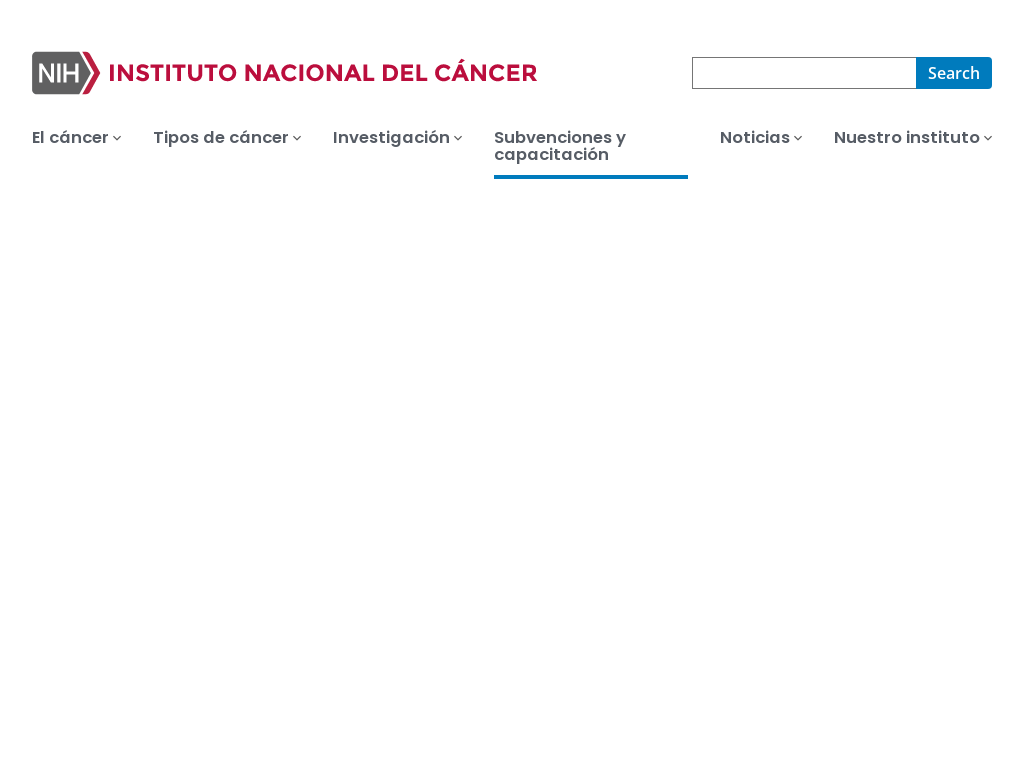 NIH INSTITUTO NACIONAL DEL CÁNCER
Search
El cáncer
Tipos de cáncer
Investigación
Subvenciones y
capacitación
Noticias
Nuestro instituto